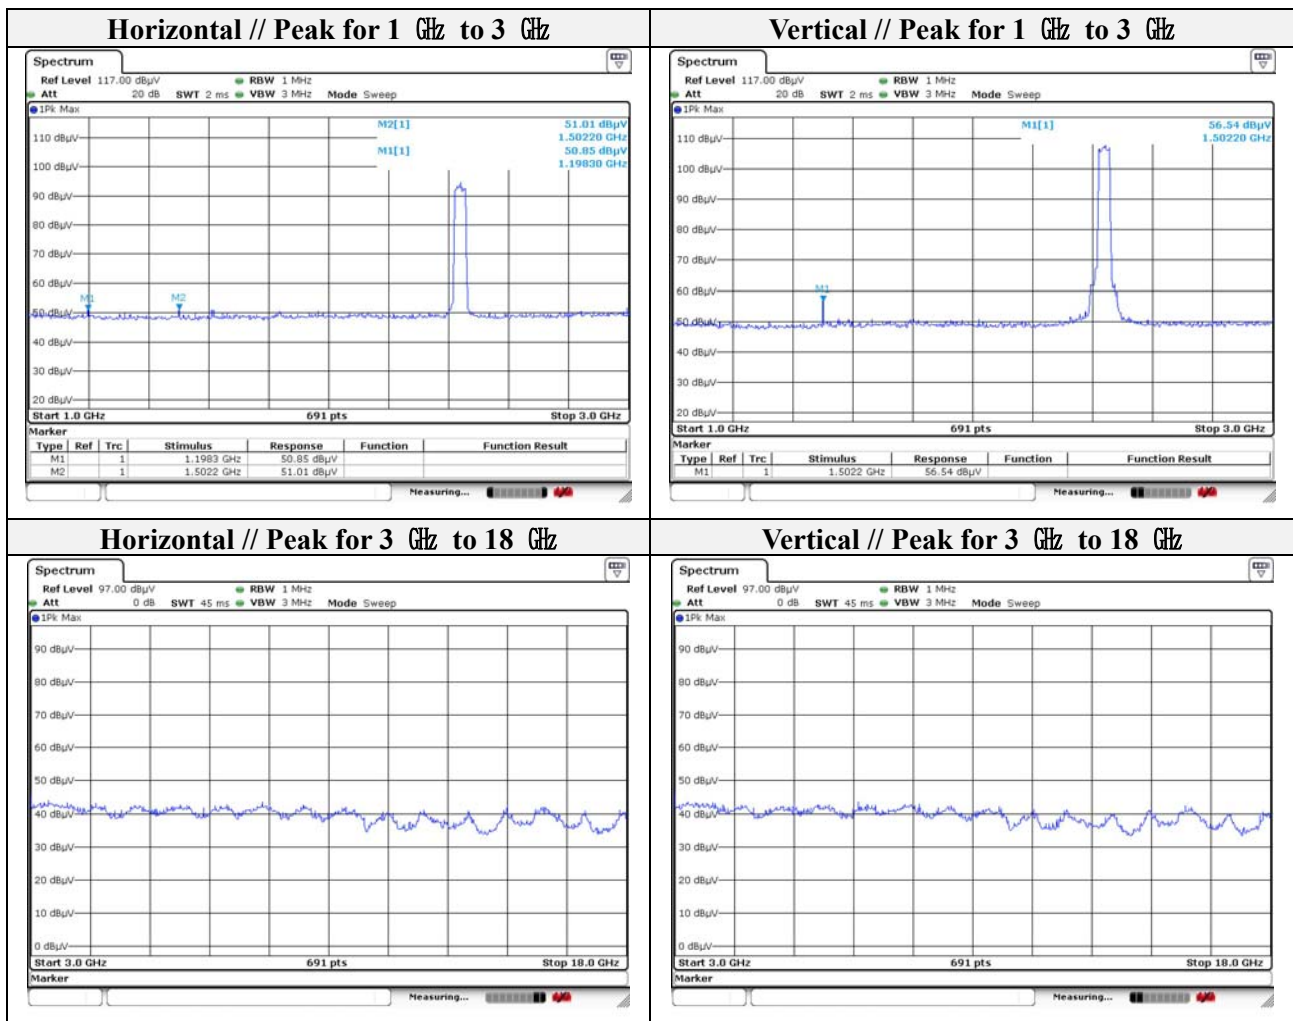 Horizontal // Peak for 1 ㎓ to 3 ㎓
Spectrum
Ref Level 117.00 dBµV RBW 1 MHz
Att 20 dB SWT 2 ms VBW 3 MHz Mode Sweep
1Pk Max
M2[1] 51.01 dBµV
1.50220 GHz
M1[1] 50.85 dBµV
1.19830 GHz
110 dBµV
100 dBµV
90 dBµV
80 dBµV
70 dBµV
60 dBµV
M1 M2
50 dBµV
40 dBµV
30 dBµV
20 dBµV
Start 1.0 GHz 691 pts Stop 3.0 GHz
Marker
Type Ref Trc Stimulus Response Function Function Result
M1 1 1.1983 GHz 50.85 dBµV
M2 1 1.5022 GHz 51.01 dBµV
Measuring...
Vertical // Peak for 1 ㎓ to 3 ㎓
Spectrum
Ref Level 117.00 dBµV RBW 1 MHz
Att 20 dB SWT 2 ms VBW 3 MHz Mode Sweep
1Pk Max
M1[1] 56.54 dBµV
1.50220 GHz
110 dBµV
100 dBµV
90 dBµV
80 dBµV
70 dBµV
60 dBµV
M1
50 dBµV
40 dBµV
30 dBµV
20 dBµV
Start 1.0 GHz 691 pts Stop 3.0 GHz
Marker
Type Ref Trc Stimulus Response Function Function Result
M1 1 1.5022 GHz 56.54 dBµV
Measuring...
Horizontal // Peak for 3 ㎓ to 18 ㎓
Spectrum
Ref Level 97.00 dBµV RBW 1 MHz
Att 0 dB SWT 45 ms VBW 3 MHz Mode Sweep
1Pk Max
90 dBµV
80 dBµV
70 dBµV
60 dBµV
50 dBµV
40 dBµV
30 dBµV
20 dBµV
10 dBµV
0 dBµV
Start 3.0 GHz 691 pts Stop 18.0 GHz
Marker
Measuring...
Vertical // Peak for 3 ㎓ to 18 ㎓
Spectrum
Ref Level 97.00 dBµV RBW 1 MHz
Att 0 dB SWT 45 ms VBW 3 MHz Mode Sweep
1Pk Max
90 dBµV
80 dBµV
70 dBµV
60 dBµV
50 dBµV
40 dBµV
30 dBµV
20 dBµV
10 dBµV
0 dBµV
Start 3.0 GHz 691 pts Stop 18.0 GHz
Marker
Measuring...